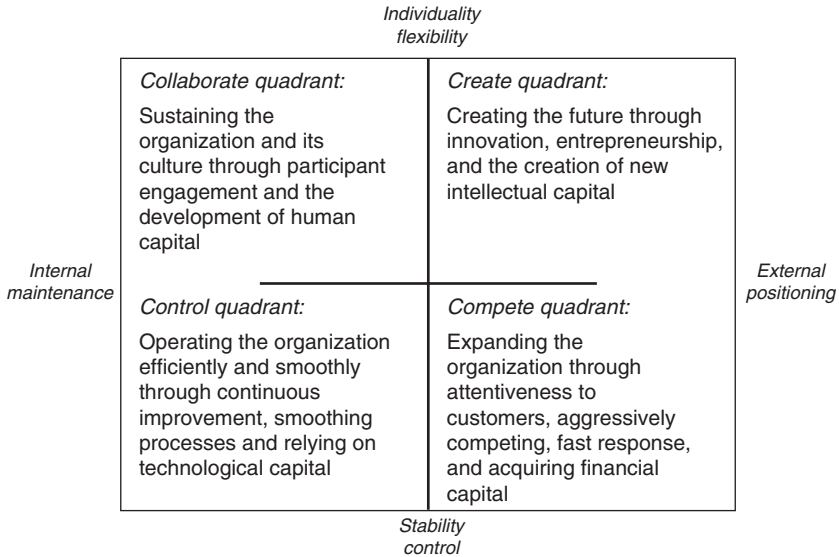 Individuality
flexibility
Collaborate quadrant:
Sustaining the
organization and its
culture through participant
engagement and the
development of human
capital
Create quadrant:
Creating the future through
innovation, entrepreneurship,
and the creation of new
intellectual capital
Internal
maintenance
External
positioning
Control quadrant:
Operating the organization
efficiently and smoothly
through continuous
improvement, smoothing
processes and relying on
technological capital
Compete quadrant:
Expanding the
organization through
attentiveness to
customers, aggressively
competing, fast response,
and acquiring financial
capital
Stability
control